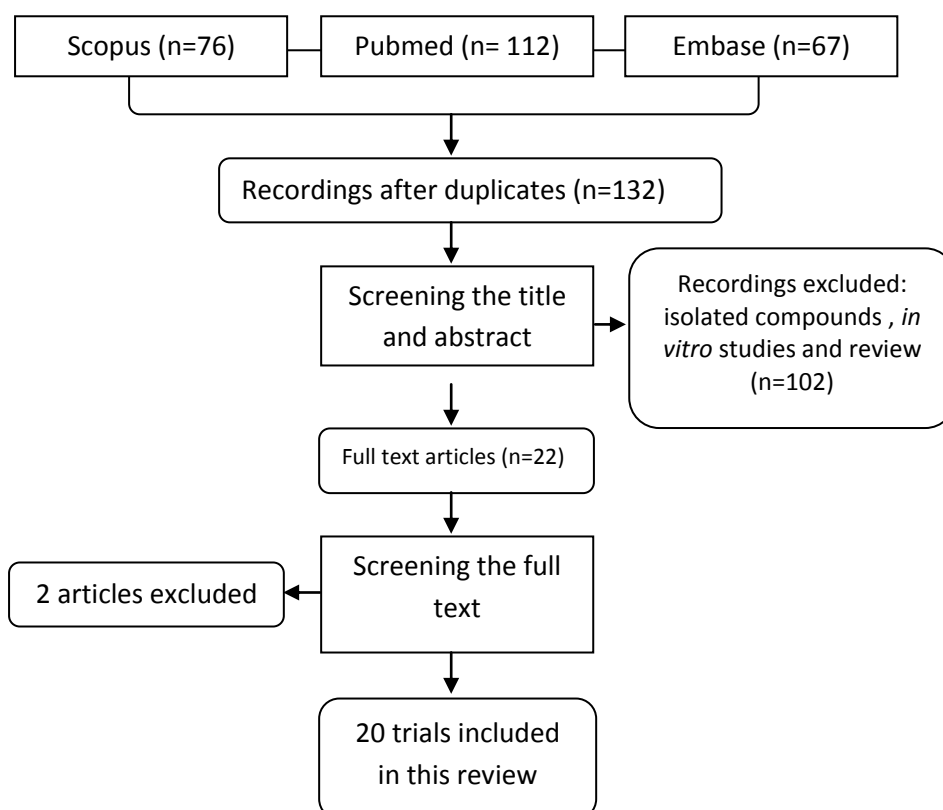 Scopus (n=76)
Pubmed (n= 112)
Embase (n=67)
Recordings after duplicates (n=132)
Screening the title
and abstract
Recordings excluded:
isolated compounds , in
vitro studies and review
(n=102)
Full text articles (n=22)
Screening the full
text
2 articles excluded
20 trials included
in this review